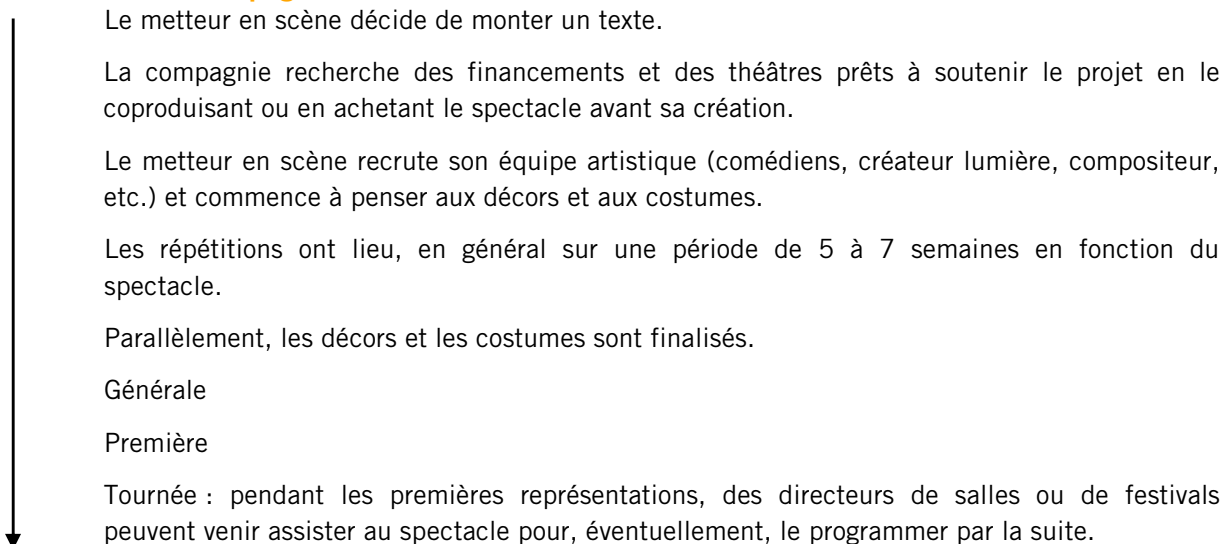 Le metteur en scène décide de monter un texte.
La compagnie recherche des financements et des théâtres prêts à soutenir le projet en le
coproduisant ou en achetant le spectacle avant sa création.
Le metteur en scène recrute son équipe artistique (comédiens, créateur lumière, compositeur,
etc.) et commence à penser aux décors et aux costumes.
Les répétitions ont lieu, en général sur une période de 5 à 7 semaines en fonction du
spectacle.
Parallèlement, les décors et les costumes sont finalisés.
Générale
Première
Tournée : pendant les premières représentations, des directeurs de salles ou de festivals
peuvent venir assister au spectacle pour, éventuellement, le programmer par la suite.